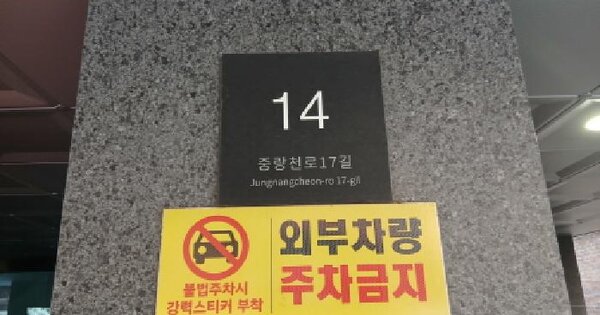 14
중랑천로17길
Jungnangcheon-ro 17-gil
외부차량
주차금지
불법주차시
강력스티커 부착